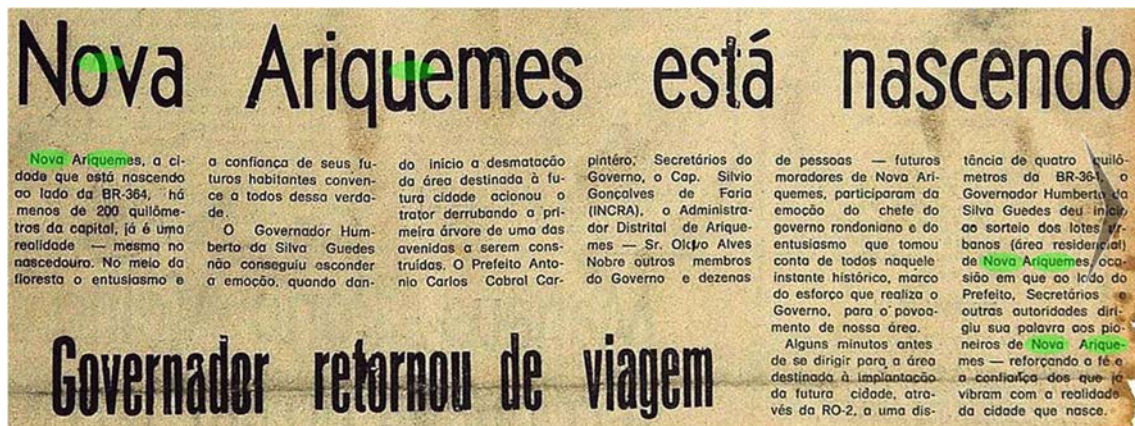 Nova Ariquemes está nascendo
Nova Ariquemes, a ci-
dade que está nascendo
ao lado da BR-364, há
menos de 200 quilôme-
tros da capital, já é uma
realidade — mesmo no
nascedouro. No meio da
floresta o entusiasmo e
a confiança de seus fu-
turos habitantes conven-
ce a todos dessa verda-
de.
O Governador Hum-
berto da Silva Guedes
não conseguiu esconder
a emoção, quando dan-
do início a desmatação
da área destinada à fu-
tura cidade acionou o
trator derrubando a pri-
meira árvore de uma das
avenidas a serem cons-
truídas. O Prefeito Anto-
nio Carlos Cabral Car-
pintéro, Secretários do
Governo, o Cap. Silvio
Gonçalves de Faria
(INCRA), o Administra-
dor Distrital de Arique-
mes — Sr. Alves
Nobre outros membros
do Governo e dezenas
de pessoas — futuros
moradores de Nova Ari-
quemes, participaram da
emoção do chefe do
governo rondoniano e do
entusiasmo que tomou
conta de todos naquele
instante histórico, marco
do esforço que realiza o
Governo, para o povoa-
mento de nossa área.
Alguns minutos antes
de se dirigir para a área
destinada à implantação
da futura cidade, atra-
vés da RO-2, a uma dis-
tância de quatro quilô-
metros da BR-364, o
Governador Humberto da
Silva Guedes deu início
ao sorteio dos lotes urbanos
(área residencial)
de Nova Ariquemes, oca-
sião em que ao lado do
Prefeito, Secretários e
outras autoridades diri-
giu sua palavra aos pio-
neiros de Nova Arique-
mes — reforçando a fé e
a confiança dos que já
vibram com a realidade
da cidade que nasce.
Governador retornou de viagem